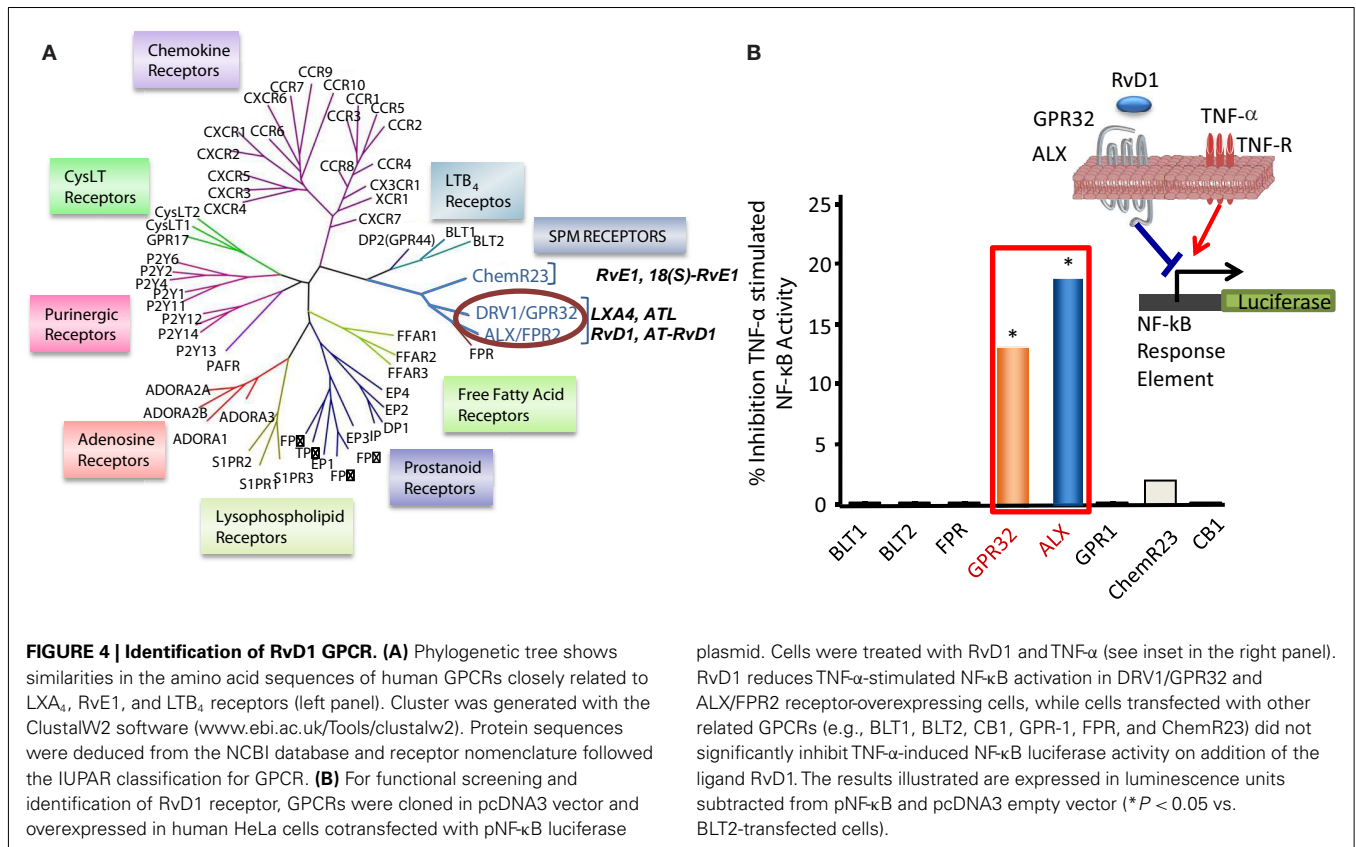 A
Chemokine
Receptors
CCR9
CCR7
CCR10
CXCR6
CCR1
CCR5
CCR3
CCR2
CXCR1
CCR6
CXCR2
CCR8
CCR4
CXCR5
CX3CR1
CXCR3
XCR1
CXCR4
CXCR7
CysLT
Receptors
LTB4
Receptos
CysLT2
CysLT1
GPR17
DP2(GPR44)
BLT1
BLT2
SPM RECEPTORS
P2Y6
P2Y2
P2Y4
P2Y1
P2Y11
P2Y12
P2Y14
P2Y13
PAFR
Purinergic
Receptors
ChemR23
RvE1, 18(S)-RvE1
DRV1/GPR32
LXA4, ATL
ALX/FPR2
RvD1, AT-RvD1
FPR
FFAR1
FFAR2
FFAR3
Free Fatty Acid
Receptors
ADORA2A
ADORA2B
ADORA3
ADORA1
Adenosine
Receptors
EP4
EP2
DP1
EP3
IP
FP
TP
EP1
FP
FP
Prostanoid
Receptors
S1PR2
S1PR1
S1PR3
Lysophospholipid
Receptors
B
RvD1
GPR32
ALX
TNF-α
TNF-R
Luciferase
NF-kB
Response
Element
% Inhibition TNF-α stimulated
NF-κB Activity
25
20
15
10
5
0
*
*
BLT1
BLT2
FPR
GPR32
ALX
GPR1
ChemR23
CB1
FIGURE 4 | Identification of RvD1 GPCR. (A) Phylogenetic tree shows
similarities in the amino acid sequences of human GPCRs closely related to
LXA4, RvE1, and LTB4 receptors (left panel). Cluster was generated with the
ClustalW2 software (www.ebi.ac.uk/Tools/clustalw2). Protein sequences
were deduced from the NCBI database and receptor nomenclature followed
the IUPAR classification for GPCR. (B) For functional screening and
identification of RvD1 receptor, GPCRs were cloned in pcDNA3 vector and
overexpressed in human HeLa cells cotransfected with pNF-κB luciferase
plasmid. Cells were treated with RvD1 and TNF-α (see inset in the right panel).
RvD1 reduces TNF-α-stimulated NF-κB activation in DRV1/GPR32 and
ALX/FPR2 receptor-overexpressing cells, while cells transfected with other
related GPCRs (e.g., BLT1, BLT2, CB1, GPR-1, FPR, and ChemR23) did not
significantly inhibit TNF-α-induced NF-κB luciferase activity on addition of the
ligand RvD1. The results illustrated are expressed in luminescence units
subtracted from pNF-κB and pcDNA3 empty vector (*P < 0.05 vs.
BLT2-transfected cells).